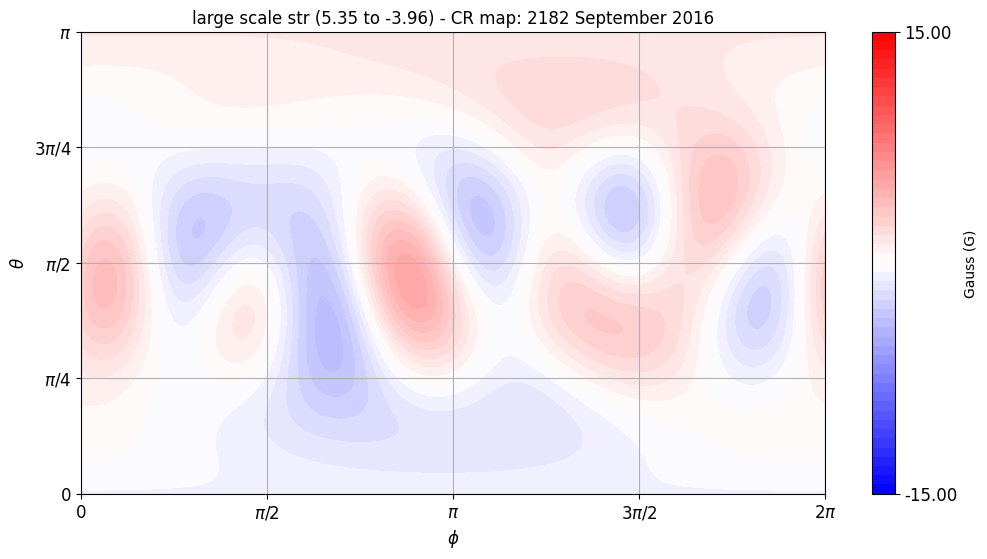 large scale str (5.35 to -3.96) - CR map: 2182 September 2016
π
3π/4
π/2
π/4
0
θ
0
π/2
π
3π/2
2π
ϕ
15.00
-15.00
Gauss (G)